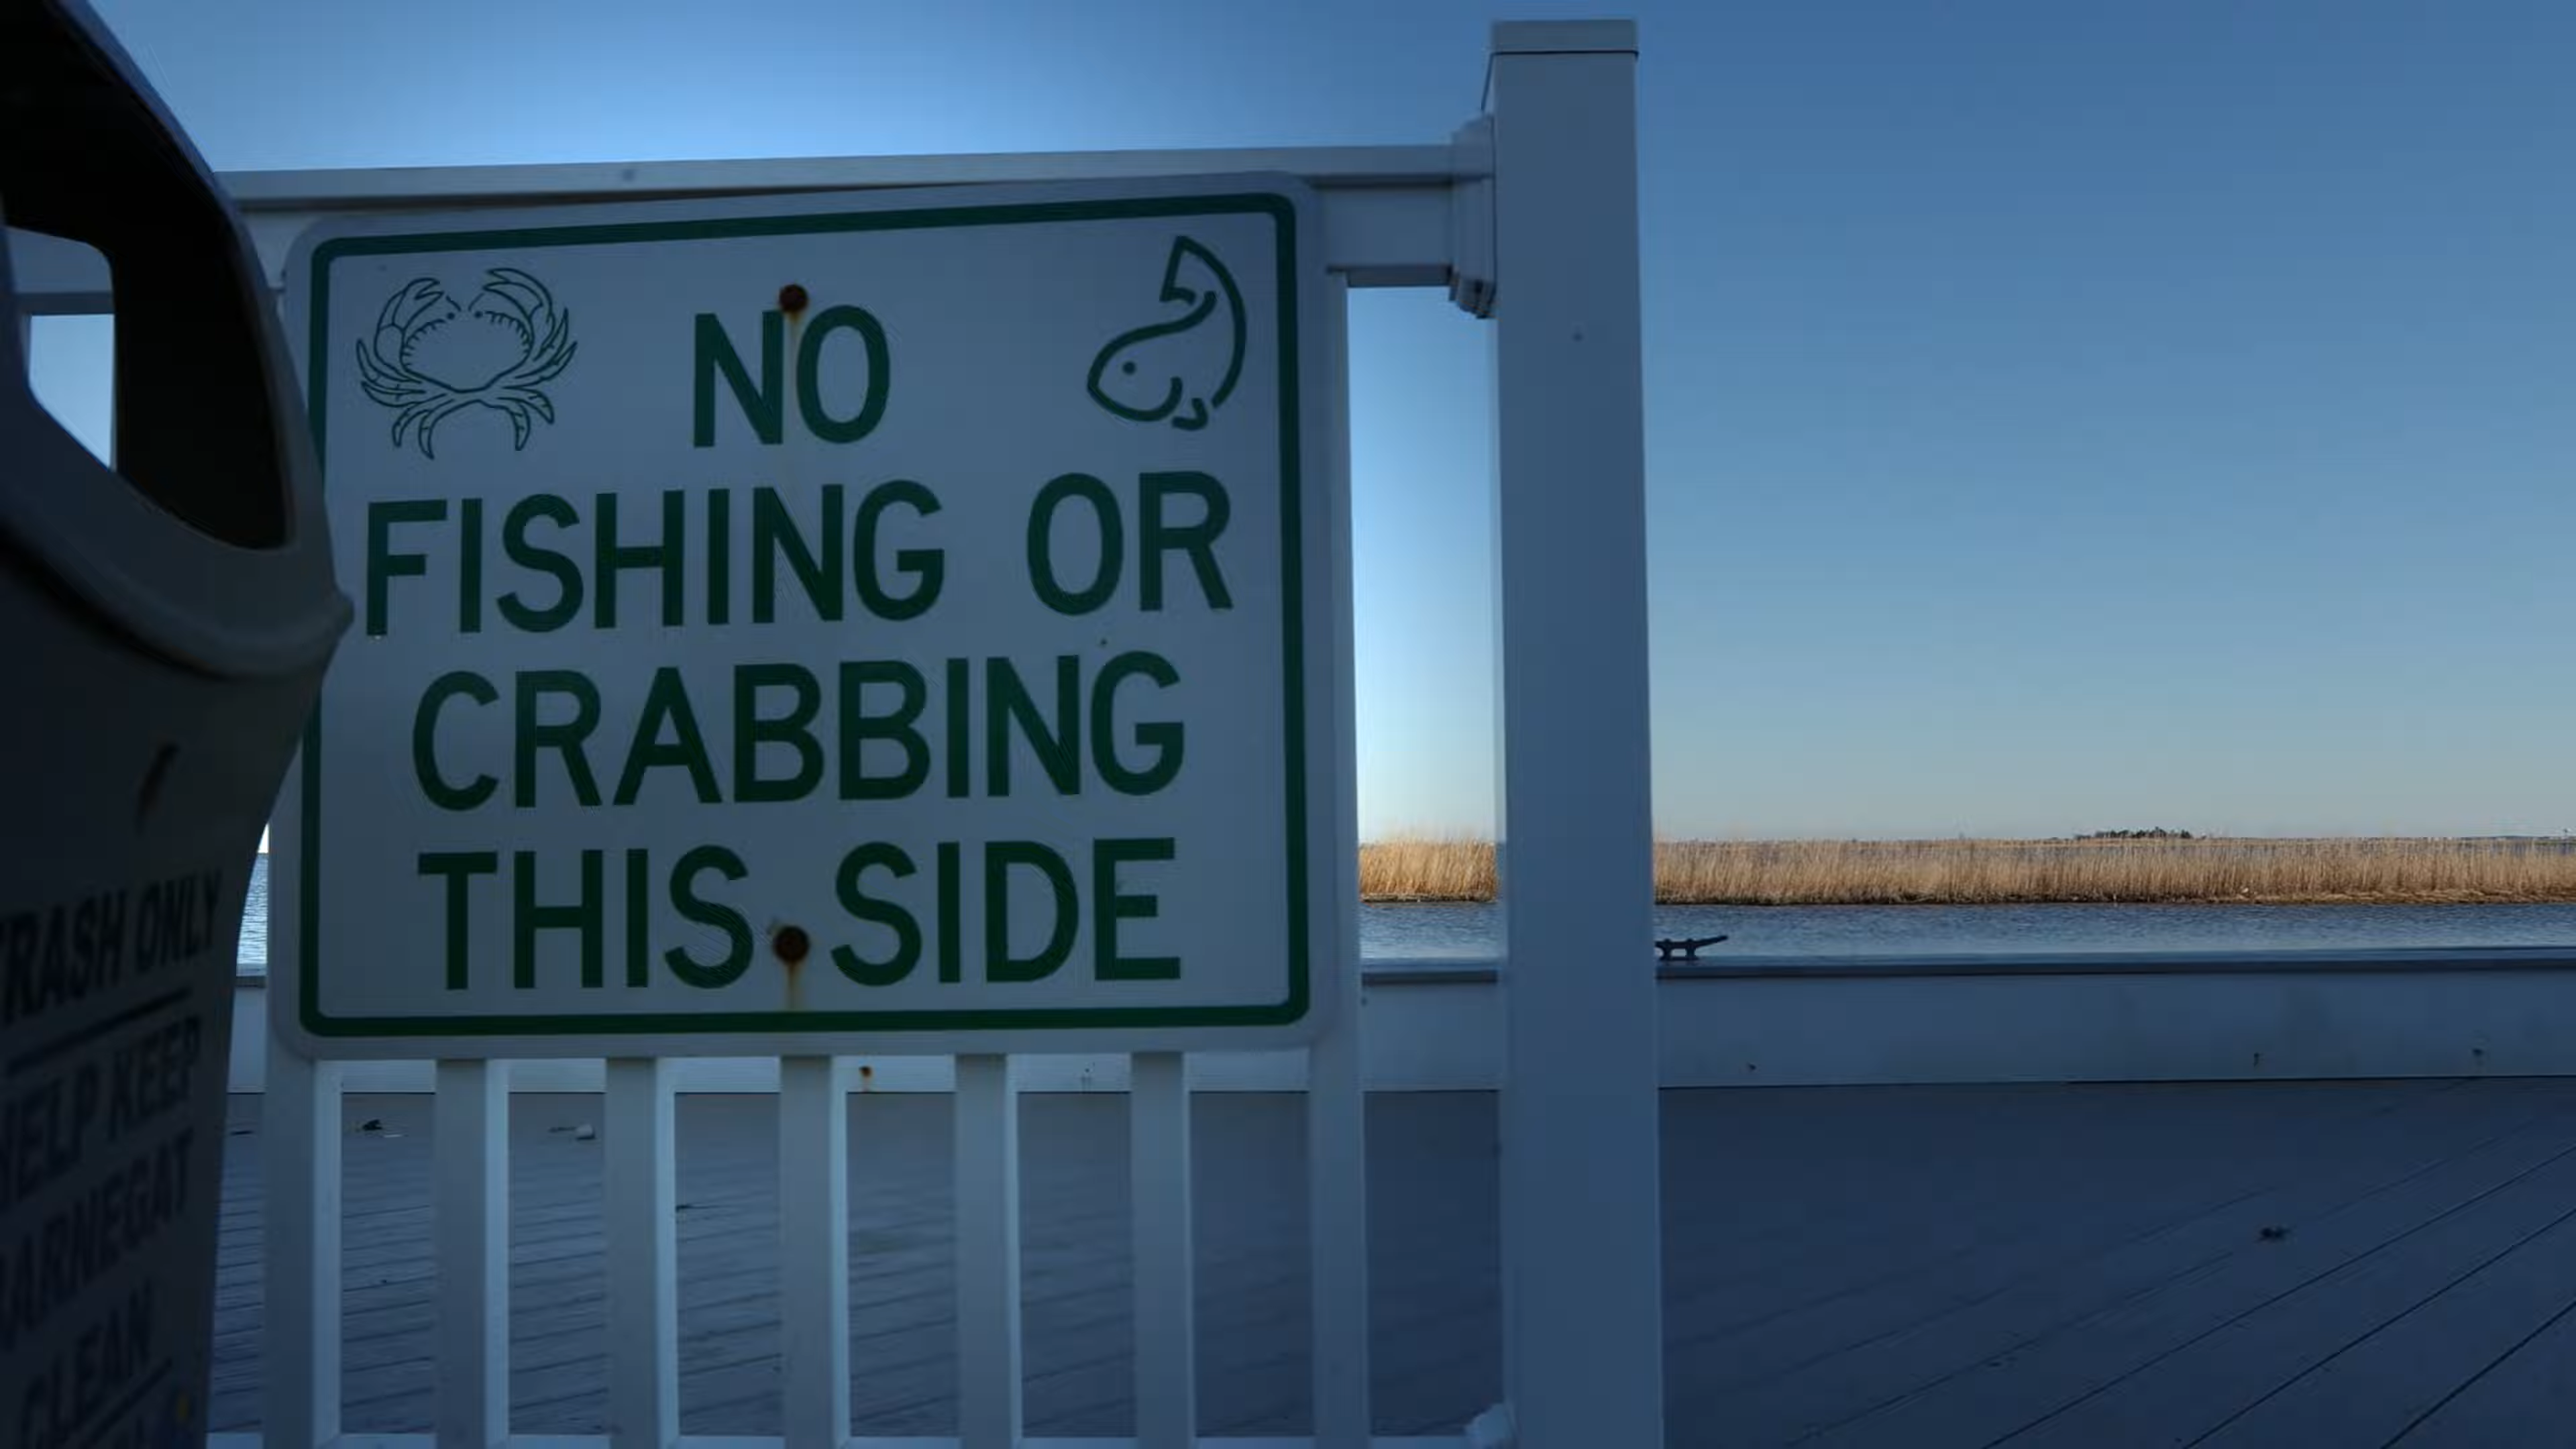 NO
FISHING OR
CRABBING
THIS SIDE
TRASH ONLY
HELP KEEP
BARNEGAT
CLEAN